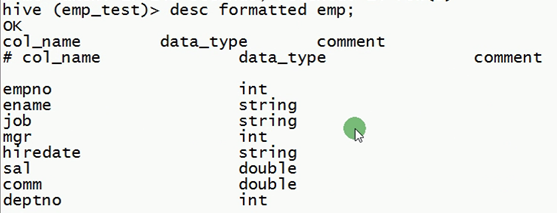 hive (emp_test)> desc formatted emp;
OK
col_name data_type comment
# col_name data_type comment
empno int
ename string
job string
mgr int
hiredate string
sal double
comm double
deptno int